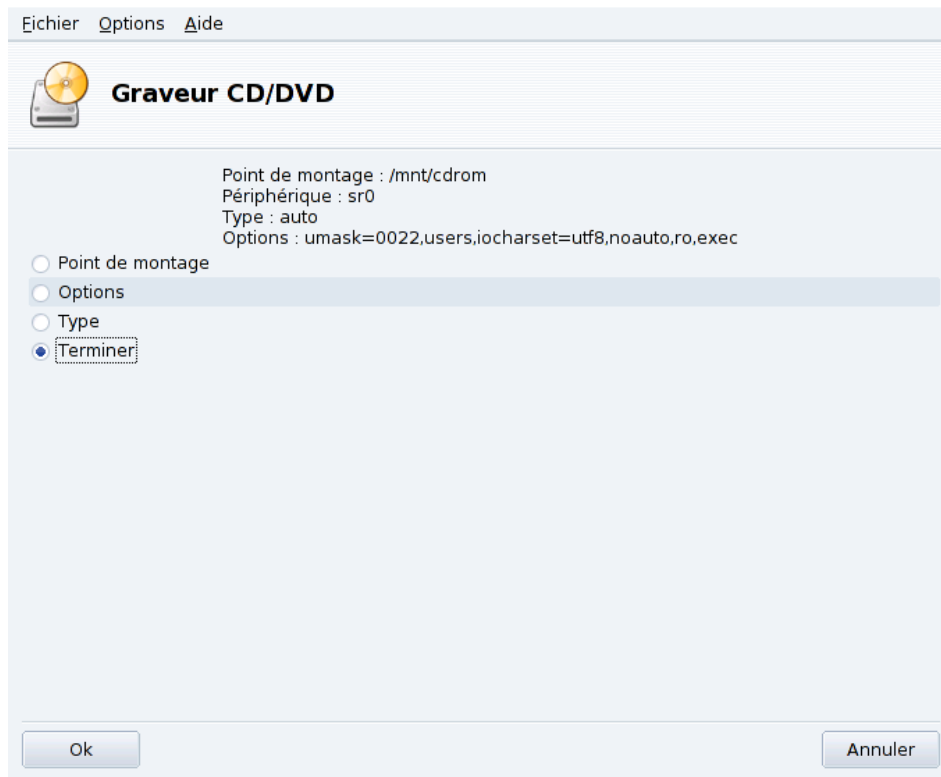 Fichier Options Aide
Graveur CD/DVD
Point de montage : /mnt/cdrom
Périphérique : sr0
Type : auto
Options : umask=0022,users,iocharset=utf8,noauto,ro,exec
Point de montage
Options
Type
Terminer
Ok Annuler